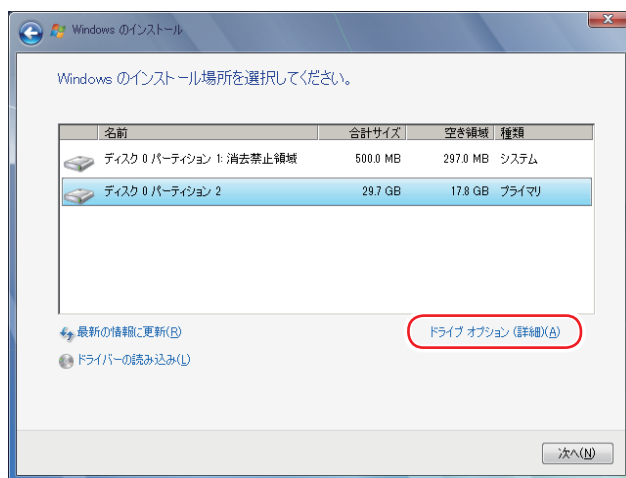 Windows のインストール
Windows のインストール場所を選択してください。
名前 合計サイズ 空き領域 種類
ディスク 0 パーティション 1: 消去禁止領域 500.0 MB 297.0 MB システム
ディスク 0 パーティション 2 29.7 GB 17.8 GB プライマリ
最新の情報に更新(R) ドライブ オプション (詳細)(A)
ドライバーの読み込み(L)
次へ(N)